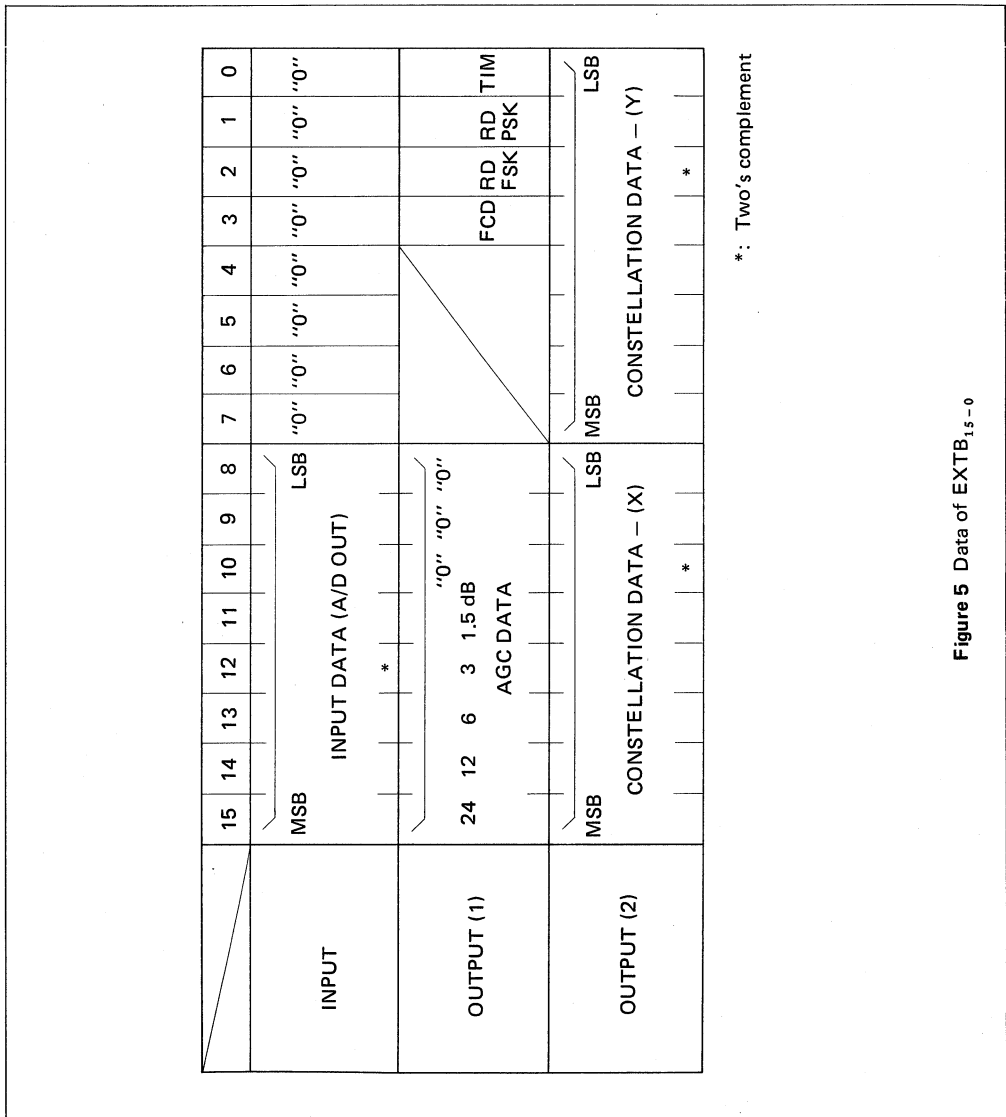 15 14 13 12 11 10 9 8 7 6 5 4 3 2 1 0
INPUT
MSB LSB "0" "0" "0" "0" "0" "0" "0" "0"
INPUT DATA (A/D OUT)
*
OUTPUT (1)
"0" "0" "0"
24 12 6 3 1.5 dB
AGC DATA
FCD RD RD TIM
FSK PSK
OUTPUT (2)
MSB LSB MSB LSB
CONSTELLATION DATA – (X) CONSTELLATION DATA – (Y)
* *
*: Two's complement
Figure 5 Data of EXTB15-0